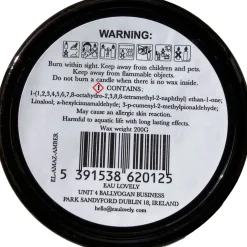 WARNING:
Burn within sight. Keep away from children and pets.
Keep away from flammable objects.
Do not burn a candle when there is no wax inside.
CONTAINS:
1-(1,2,3,4,5,6,7,8-octahydro-2,3,8,8-tetramethyl-2-naphthyl) ethan-1-one;
Linalool; a-hexylcinnamaldehyde; 3-p-cumenyl-2-methylpionaldehyde;
May cause an allergic skin reaction.
Harmful to aquatic life with long lasting effects.
Wax weight 200G
EL-AMAZ-AMBER
5 391538 620125
EAU LOVELY
UNIT 4 BALLYOGAN BUSINESS
PARK SANDYFORD DUBLIN 18, IRELAND
hello@eaulovely.com